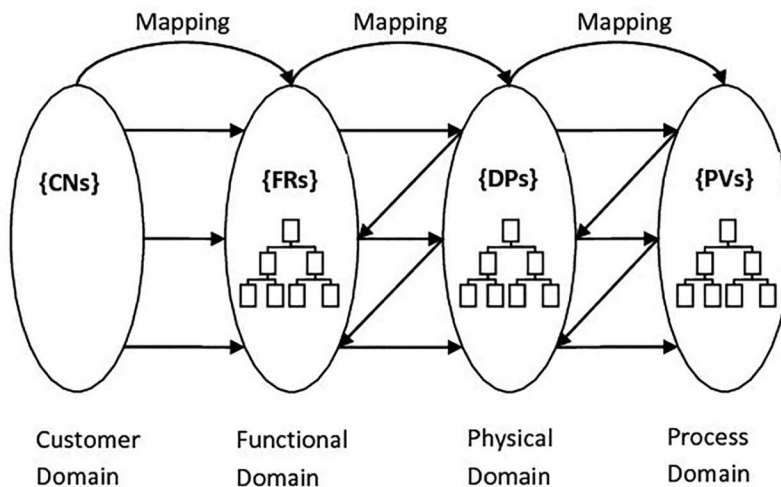 Mapping Mapping Mapping
{CNs} {FRs} {DPs} {PVs}
Customer Functional Physical Process
Domain Domain Domain Domain